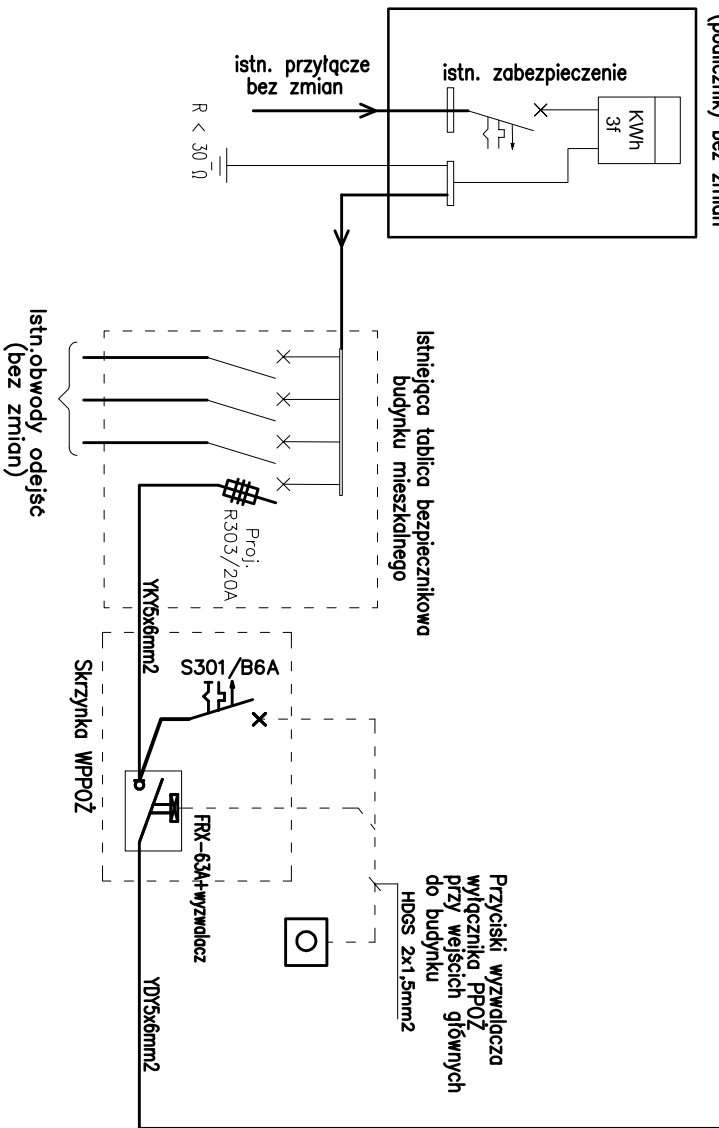 (podliczniki) bez zmian
istn. przyłącze
bez zmian
istn. zabezpieczenie
KWh
3f
R < 30 Ω
Istniejąca tablica bezpiecznikowa
budynku mieszkalnego
Istn.obwody odejść
(bez zmian)
Proj.
R303/20A
YKY5x6mm2
S301/B6A
Skrzynka WPPOŻ
FRX-63A+wyzwalacz
Przyciski wyzwalacza
wyłącznika PPOŻ
przy wejścich głównych
do budynku
HDGS 2x1,5mm2
YDY5x6mm2